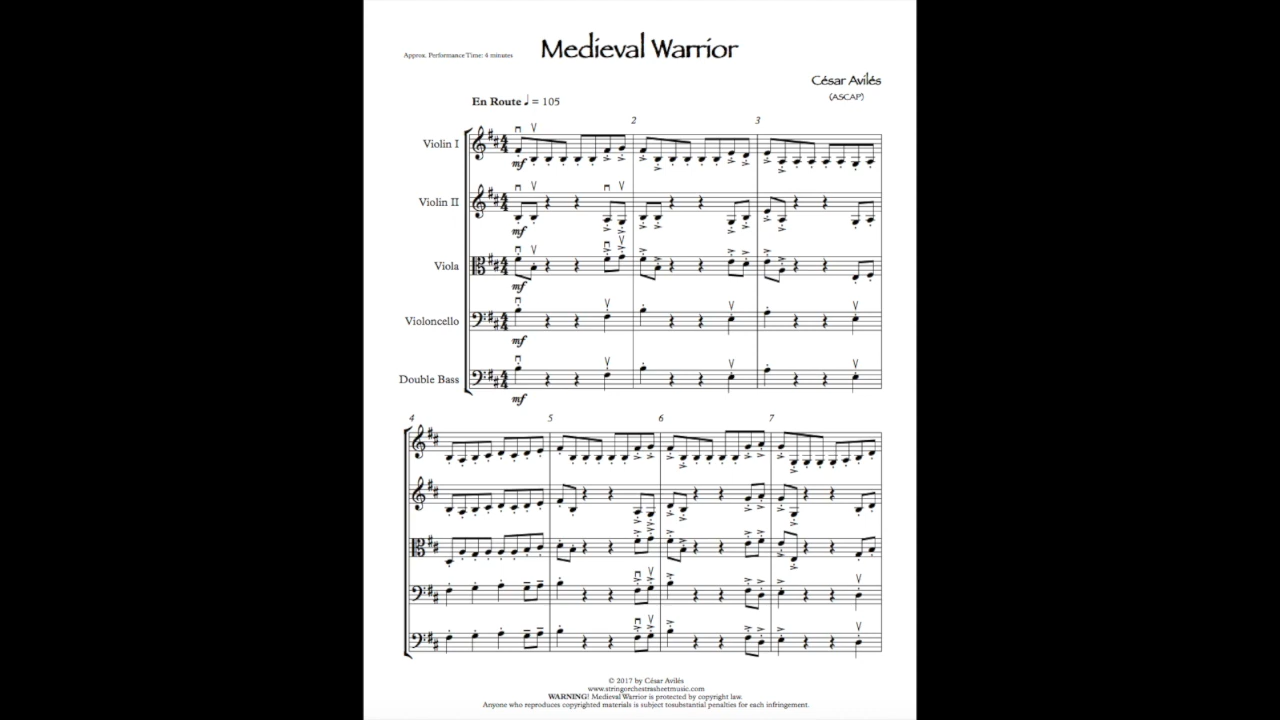 Medieval Warrior
Approx. Performance Time: 4 minutes
César Avilés
(ASCAP)
En Route ♩ = 105
2
3
Violin I
mf
Violin II
mf
Viola
mf
Violoncello
mf
Double Bass
mf
4
5
6
7
© 2017 by César Avilés
www.stringorchestrasheetmusic.com
WARNING! Medieval Warrior is protected by copyright law.
Anyone who reproduces copyrighted materials is subject tosubstantial penalties for each infringement.